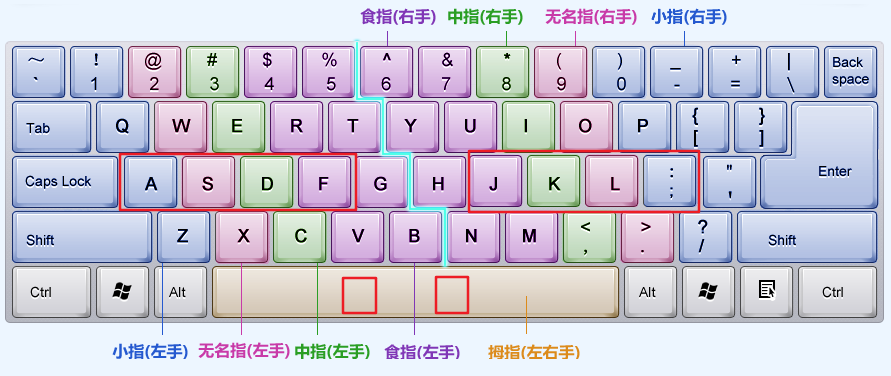 食指(右手) 中指(右手) 无名指(右手) 小指(右手)
~ ! @ # $ % ^ & * ( ) _ + | Back
` 1 2 3 4 5 6 7 8 9 0 - = \ space
Tab Q W E R T Y U I O P { [ } ]
Caps Lock A S D F G H J K L : ; " ' Enter
Shift Z X C V B N M < , > . ? / Shift
Ctrl Alt Alt Ctrl
小指(左手) 无名指(左手) 中指(左手) 食指(左手) 拇指(左右手)